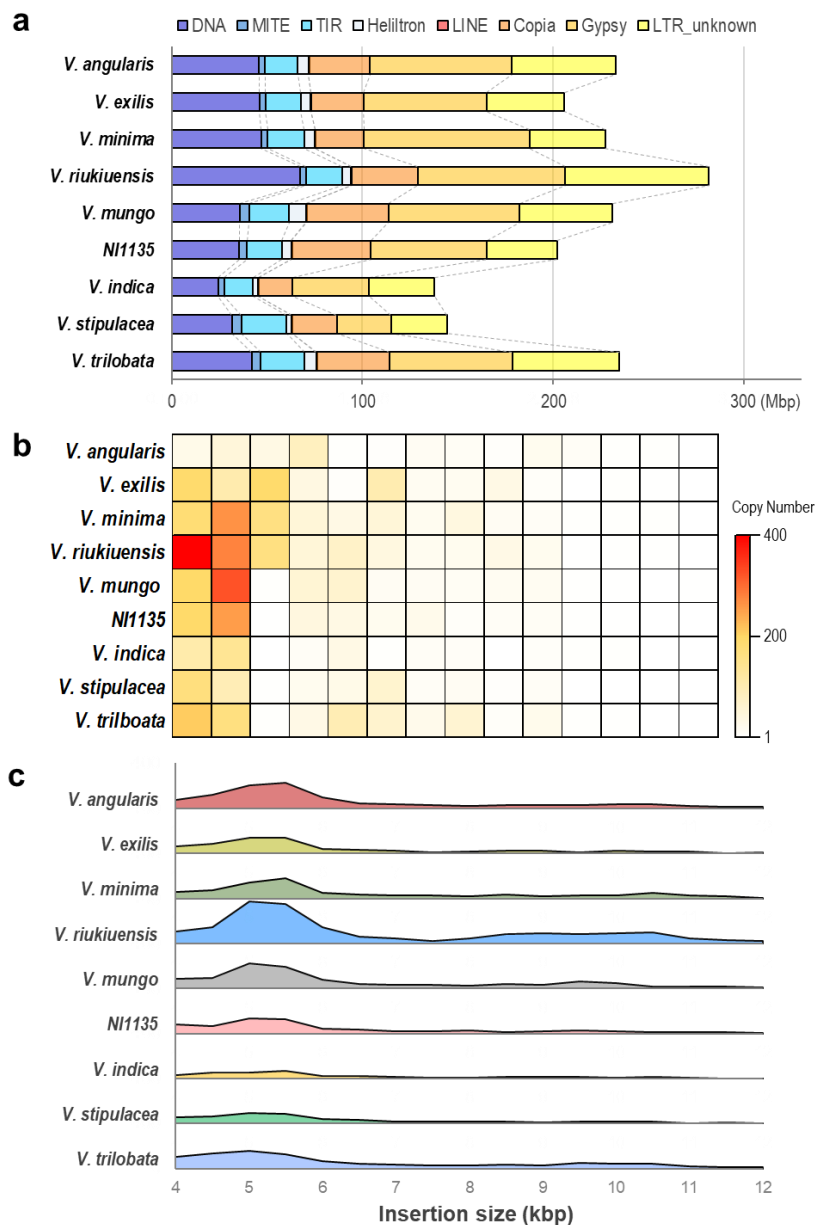 a
DNA MITE TIR Heliltron LINE Copia Gypsy LTR_unknown
V. angularis
V. exilis
V. minima
V. riukiuensis
V. mungo
NI1135
V. indica
V. stipulacea
V. trilobata
0 100 200 300 (Mbp)
b
V. angularis
V. exilis
V. minima
V. riukiuensis
V. mungo
NI1135
V. indica
V. stipulacea
V. trilboata
Copy Number
400
200
1
c
V. angularis
V. exilis
V. minima
V. riukiuensis
V. mungo
NI1135
V. indica
V. stipulacea
V. trilobata
4 5 6 7 8 9 10 11 12
Insertion size (kbp)